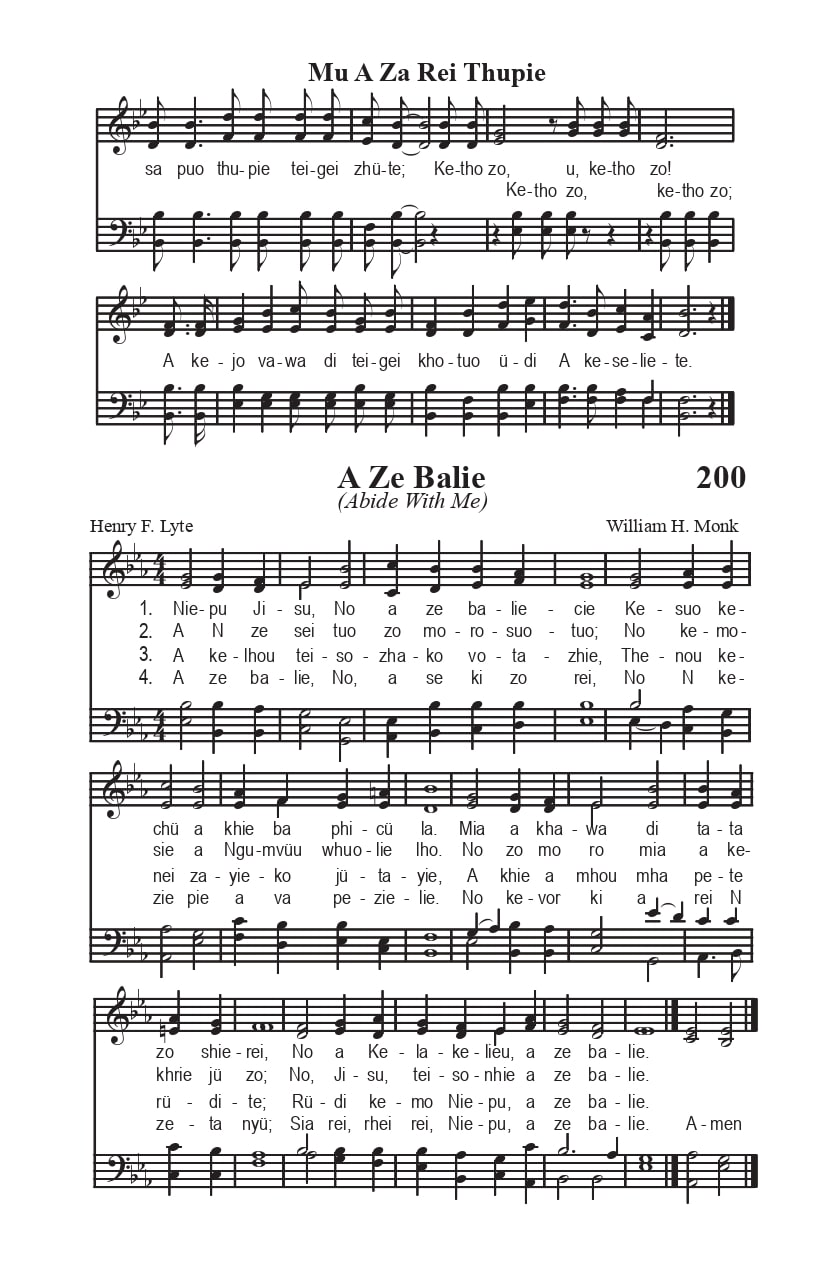 Mu A Za Rei Thupie
sa puo thu-pie tei-gei zhü-te; Ke-tho zo, u, ke-tho zo!
Ke-tho zo, ke-tho zo;
A ke - jo va-wa di tei-gei kho-tuo ü-di A ke-se-lie-te.
A Ze Balie 200
(Abide With Me)
Henry F. Lyte William H. Monk
4/4
1. Nie-pu Ji - su, No a ze ba - lie - cie Ke - suo ke-
2. A N ze sei tuo zo mo - ro - suo - tuo; No ke - mo-
3. A ke - lhou tei - so - zha - ko vo - ta - zhie, The - nou ke -
4. A ze ba - lie, No, a se ki zo rei, No N ke -
4/4
chü a khie ba phi - cü la. Mia a kha - wa di ta - ta
sie a Ngu-mvüu whuo - lie lho. No zo mo ro mia a ke-
nei za - yie - ko jü - ta - yie, A khie a mhou mha pe - te
zie pie a va pe - zie - lie. No ke - vor ki a - rei N
zo shie-rei, No a Ke - la - ke - lieu, a ze ba - lie.
khrie jü zo; No, Ji - su, tei - so - nhie a ze ba - lie.
rü - di - te; Rü - di ke - mo Nie - pu, a ze ba - lie.
ze - ta nyü; Sia rei, rhei rei, Nie - pu, a ze ba - lie. A - men